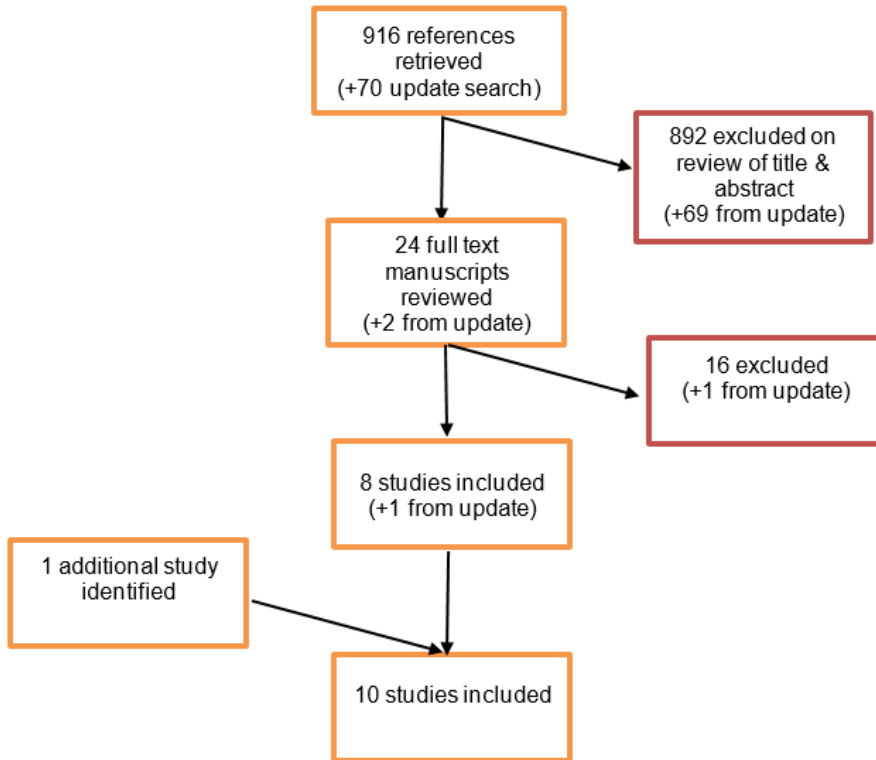 916 references
retrieved
(+70 update search)
892 excluded on
review of title &
abstract
(+69 from update)
24 full text
manuscripts
reviewed
(+2 from update)
16 excluded
(+1 from update)
8 studies included
(+1 from update)
1 additional study
identified
10 studies included